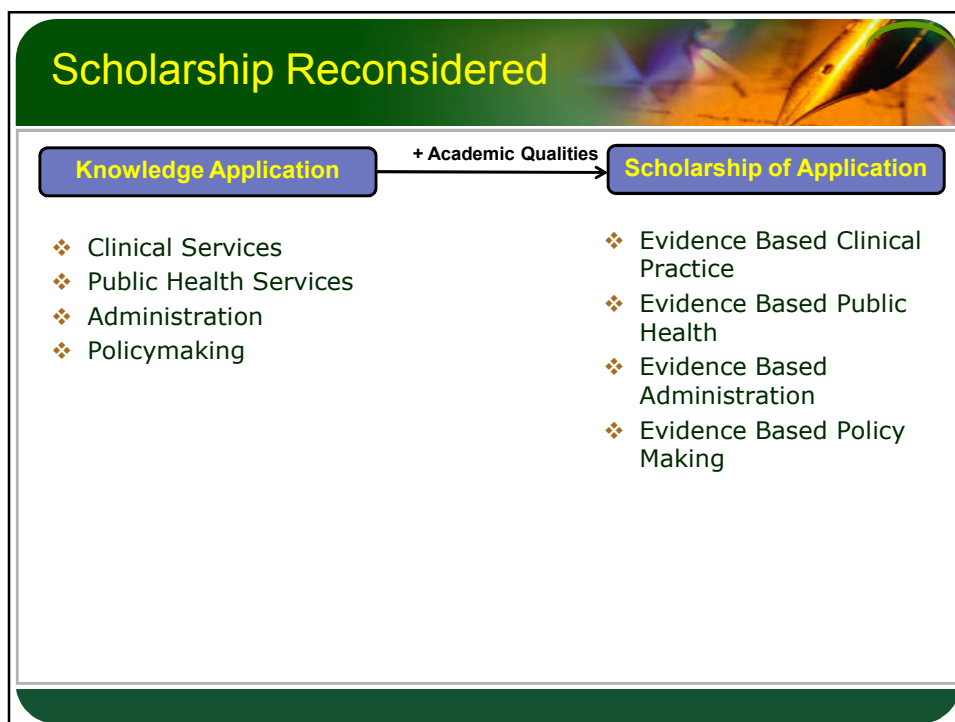 Scholarship Reconsidered
Knowledge Application
+ Academic Qualities
Scholarship of Application
❖ Clinical Services
❖ Public Health Services
❖ Administration
❖ Policymaking
❖ Evidence Based Clinical
Practice
❖ Evidence Based Public
Health
❖ Evidence Based
Administration
❖ Evidence Based Policy
Making